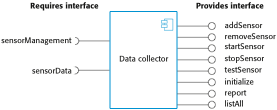 Requires interface
Provides interface
sensorManagement
sensorData
Data collector
addSensor
removeSensor
startSensor
stopSensor
testSensor
initialize
report
listAll